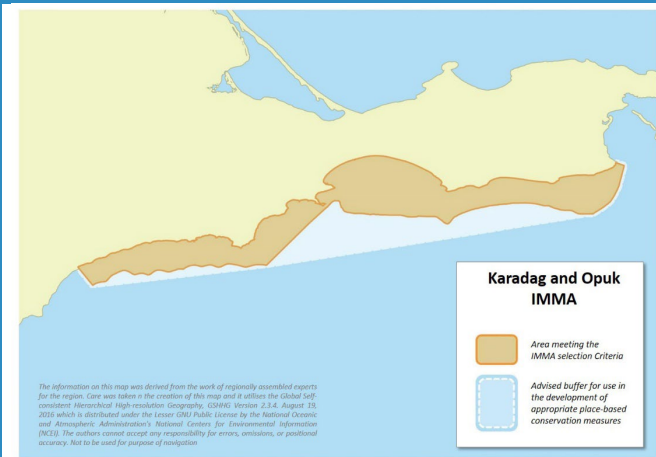 Karadag and Opuk
IMMA
Area meeting the
IMMA selection Criteria
Advised buffer for use in
the development of
appropriate place-based
conservation measures
The information on this map was derived from the work of regionally assembled experts
for the region. Care was taken n the creation of this map and it utilises the Global Self-
consistent Hierarchical High-resolution Geography, GSHHG Version 2.3.4. August 19,
2016 which is distributed under the Lesser GNU Public License by the National Oceanic
and Atmospheric Administration's National Centers for Environmental Information
(NCEI). The authors cannot accept any responsibility for errors, omissions, or positional
accuracy. Not to be used for purpose of navigation